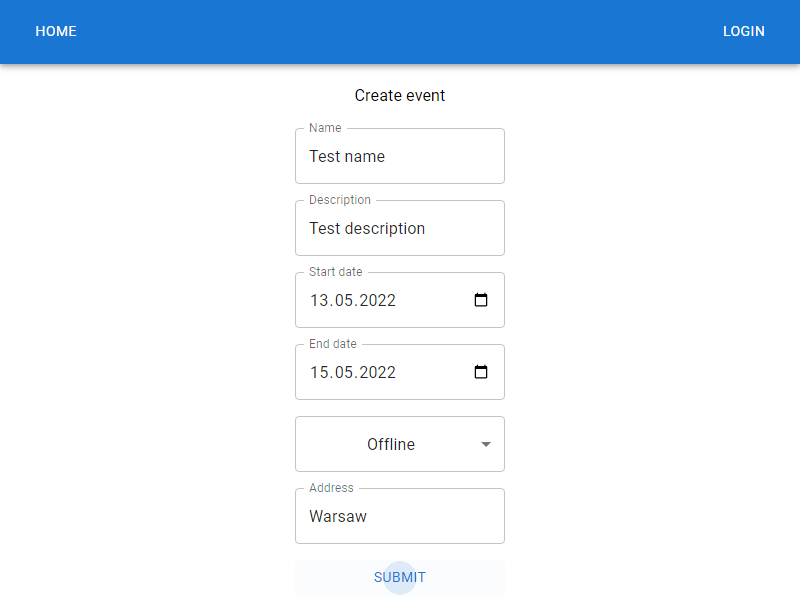 HOME
LOGIN
Create event
Name
Test name
Description
Test description
Start date
13.05.2022
End date
15.05.2022
Offline
Address
Warsaw
SUBMIT